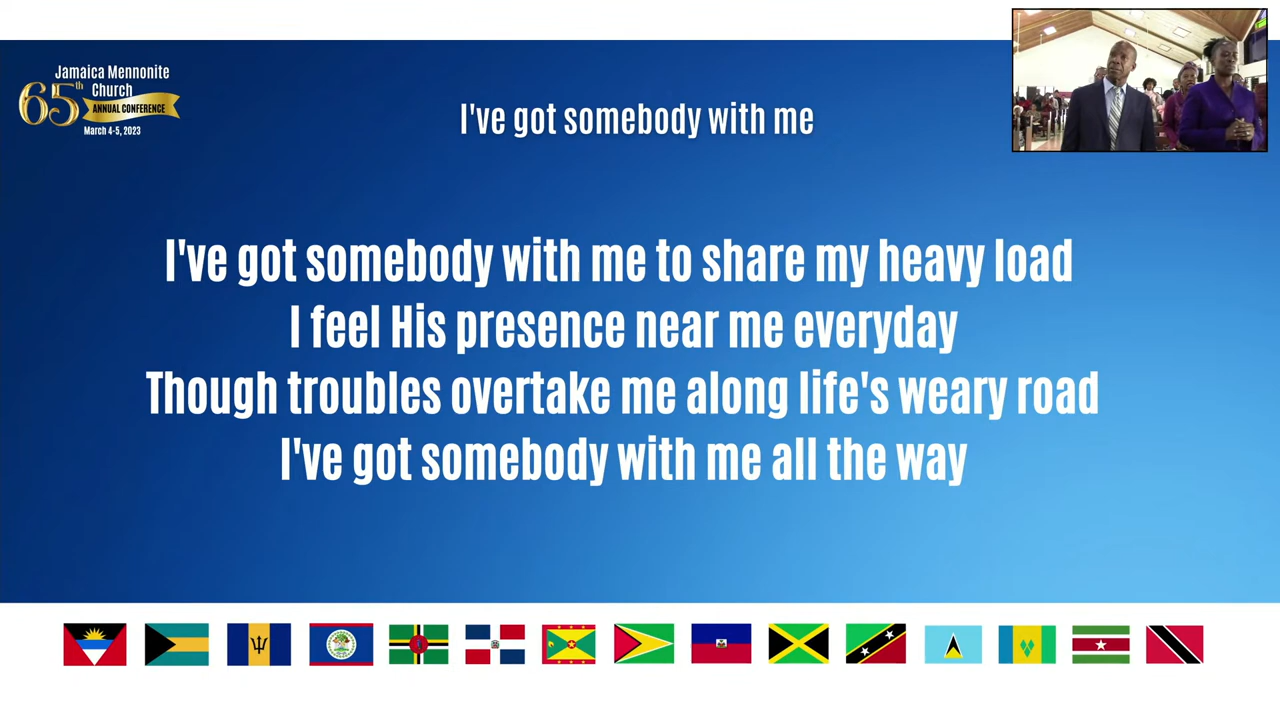 Jamaica Mennonite
65th Church
ANNUAL CONFERENCE
March 4-5, 2023
I've got somebody with me
I've got somebody with me to share my heavy load
I feel His presence near me everyday
Though troubles overtake me along life's weary road
I've got somebody with me all the way